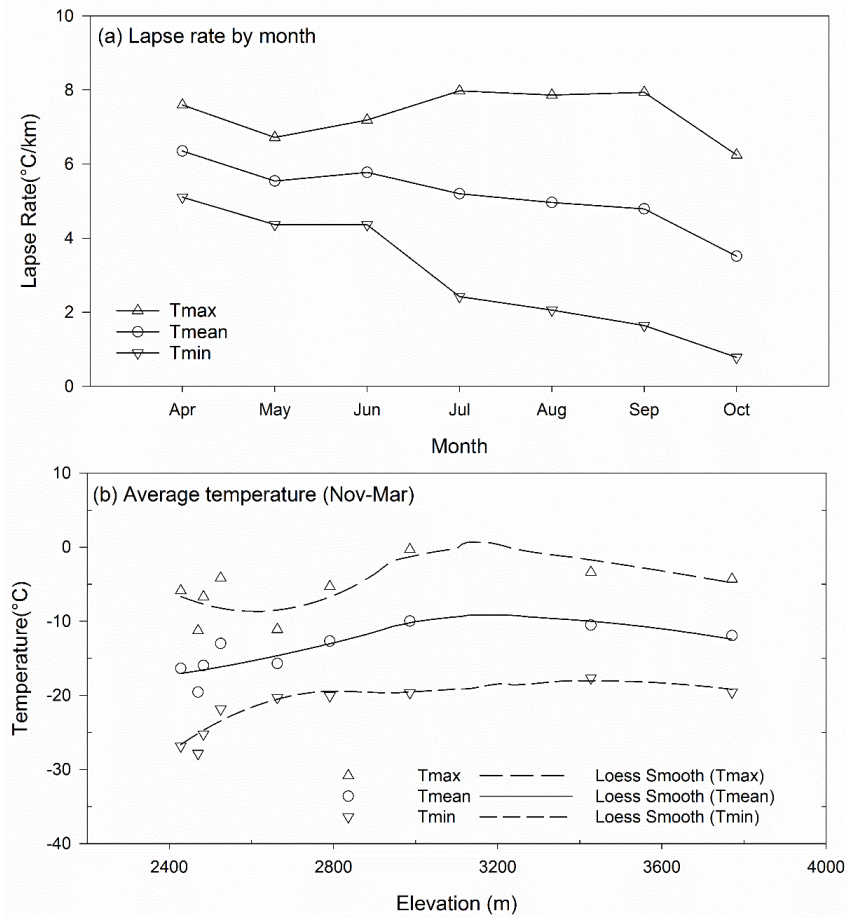 (a) Lapse rate by month
10
8
6
4
2
0
Lapse Rate(°C/km)
Tmax
Tmean
Tmin
Apr May Jun Jul Aug Sep Oct
Month
(b) Average temperature (Nov-Mar)
10
0
-10
-20
-30
-40
Temperature(°C)
Tmax Loess Smooth (Tmax)
Tmean Loess Smooth (Tmean)
Tmin Loess Smooth (Tmin)
2400 2800 3200 3600 4000
Elevation (m)